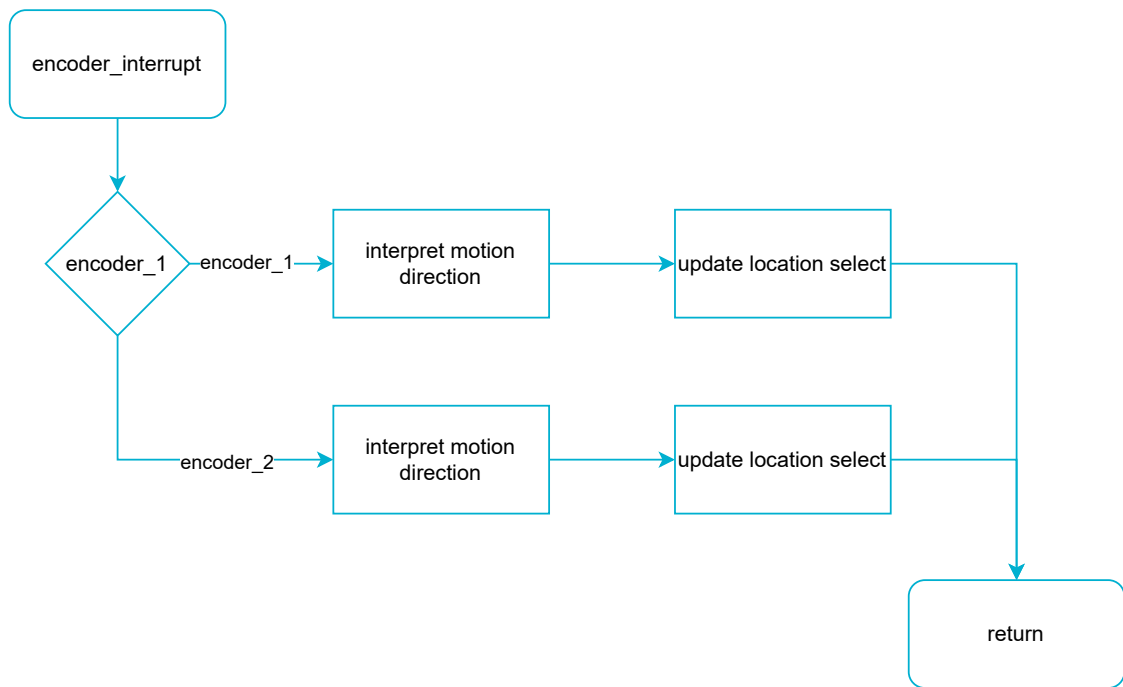 encoder_interrupt
encoder_1
encoder_1
interpret motion
direction
update location select
encoder_2
interpret motion
direction
update location select
return